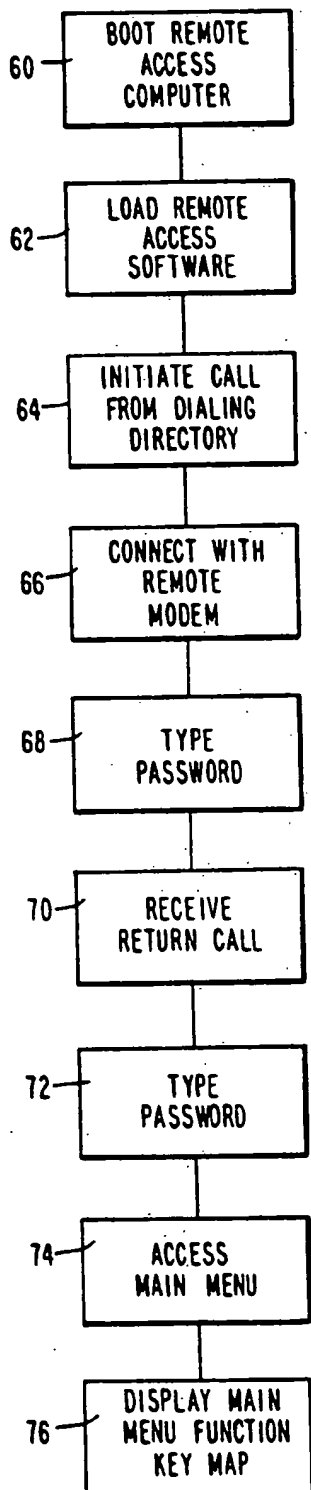 BOOT REMOTE
60 ACCESS
COMPUTER
LOAD REMOTE
62 ACCESS
SOFTWARE
INITIATE CALL
64 FROM DIALING
DIRECTORY
CONNECT WITH
66 REMOTE
MODEM
68 TYPE
PASSWORD
70 RECEIVE
RETURN CALL
72 TYPE
PASSWORD
74 ACCESS
MAIN MENU
DISPLAY MAIN
76 MENU FUNCTION
KEY MAP